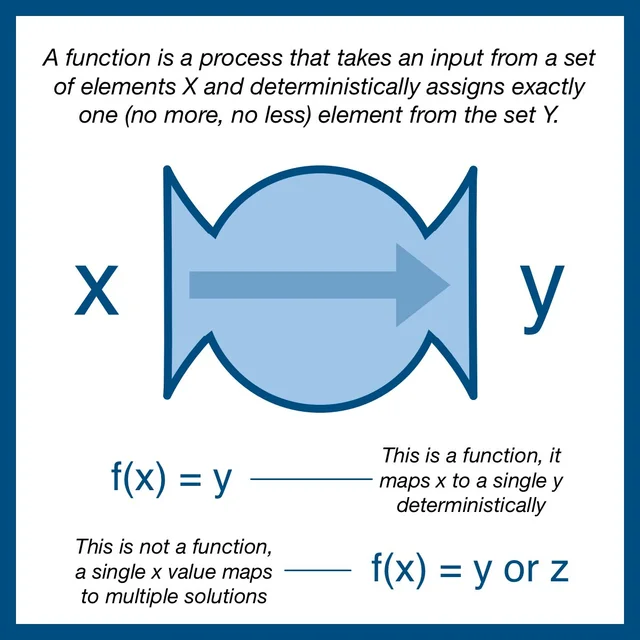 A function is a process that takes an input from a set
of elements X and deterministically assigns exactly
one (no more, no less) element from the set Y.
x
y
f(x) = y
This is a function, it
maps x to a single y
deterministically
This is not a function,
a single x value maps
to multiple solutions
f(x) = y or z